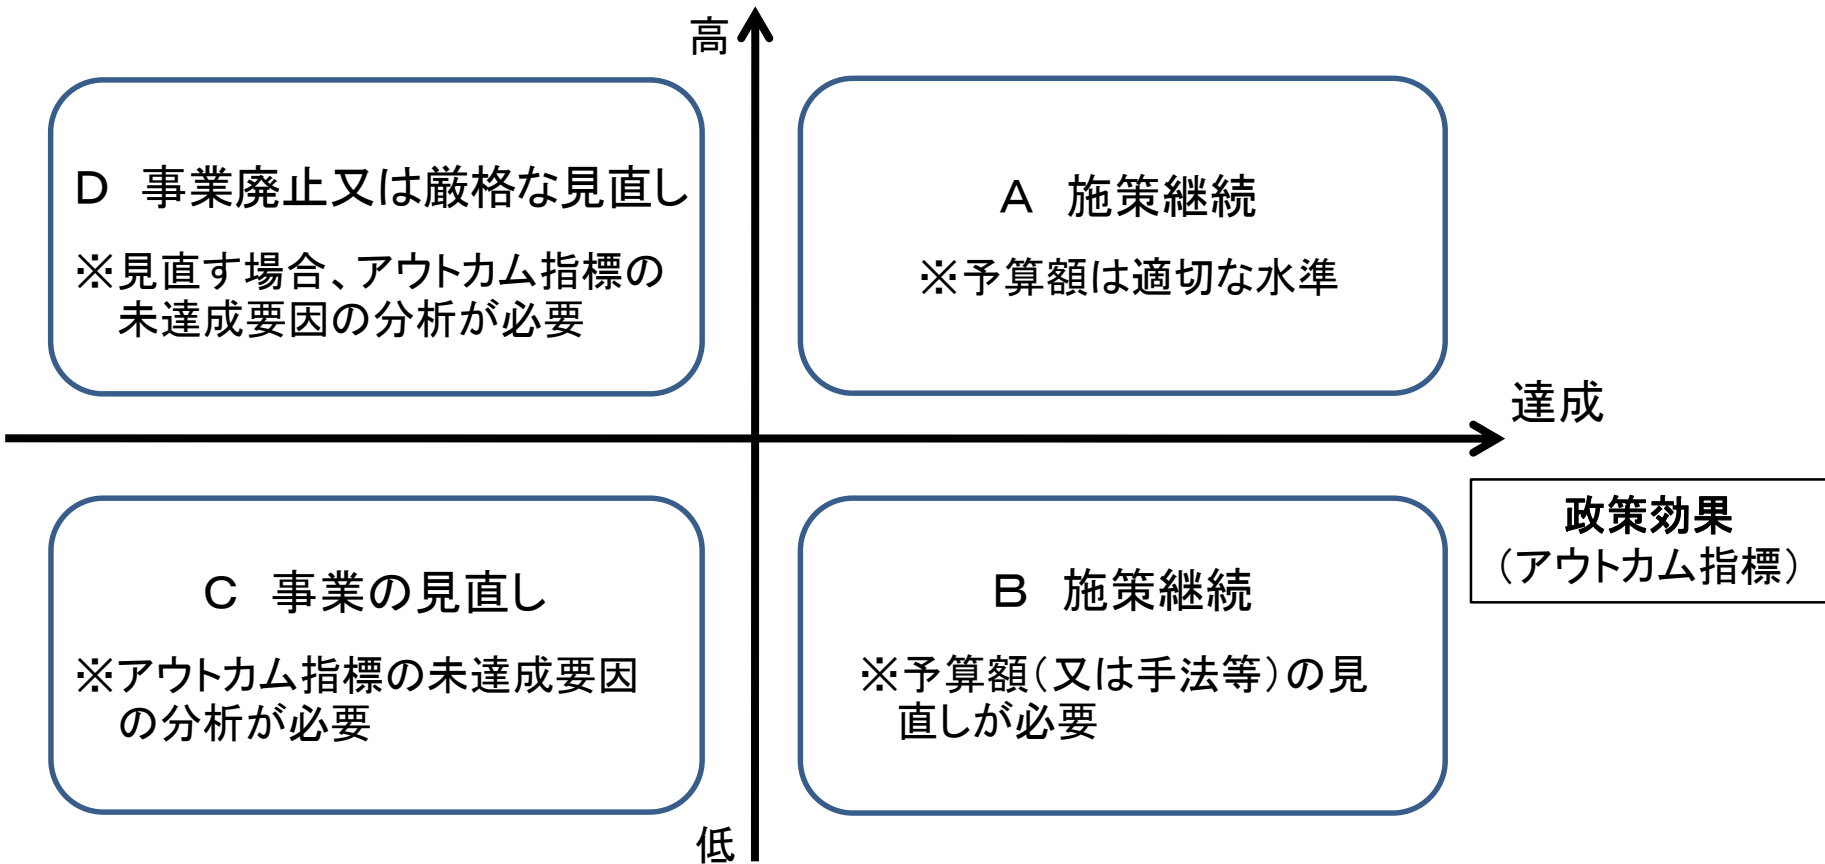 高
D　事業廃止又は厳格な見直し
※見直す場合、アウトカム指標の
未達成要因の分析が必要
A　施策継続
※予算額は適切な水準
達成
政策効果
（アウトカム指標）
C　事業の見直し
※アウトカム指標の未達成要因
の分析が必要
B　施策継続
※予算額（又は手法等）の見
直しが必要
低